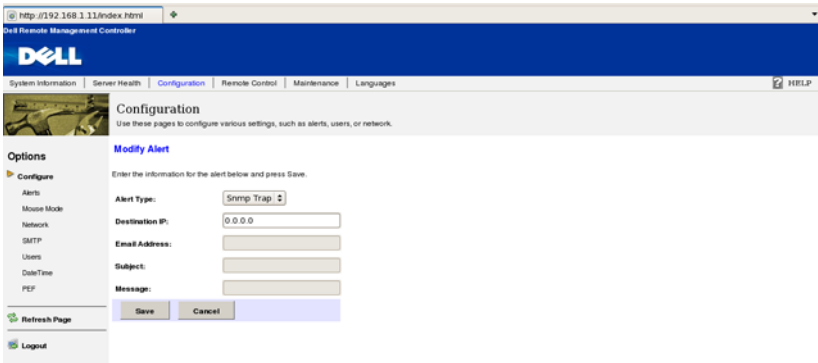 http://192.168.1.11/index.html
Dell Remote Management Controller
DELL
System Information | Server Health | Configuration | Remote Control | Maintenance | Languages
HELP
Configuration
Use these pages to configure various settings, such as alerts, users, or network.
Options
Configure
Alerts
Mouse Mode
Network
SMTP
Users
DateTime
PEF
Refresh Page
Logout
Modify Alert
Enter the information for the alert below and press Save.
Alert Type: Snmp Trap
Destination IP: 0.0.0.0
Email Address:
Subject:
Message:
Save Cancel